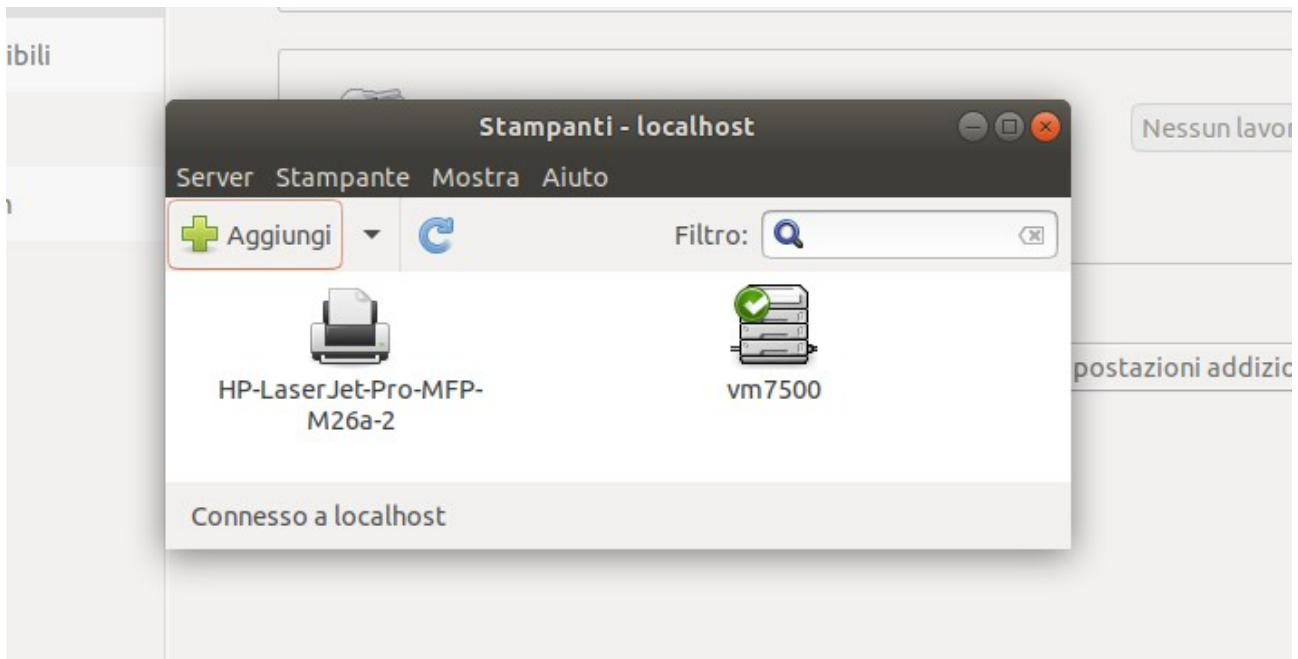 ibili
Stampanti - localhost
Nessun lavor
Server Stampante Mostra Aiuto
Aggiungi
Filtro:
HP-LaserJet-Pro-MFP-
M26a-2
vm7500
postazioni addizio
Connesso a localhost